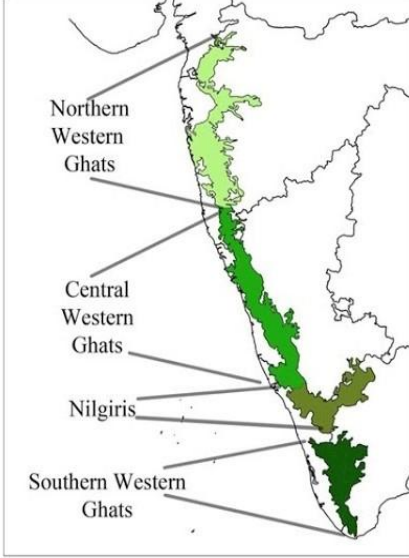 Northern
Western
Ghats
Central
Western
Ghats
Nilgiris
Southern Western
Ghats